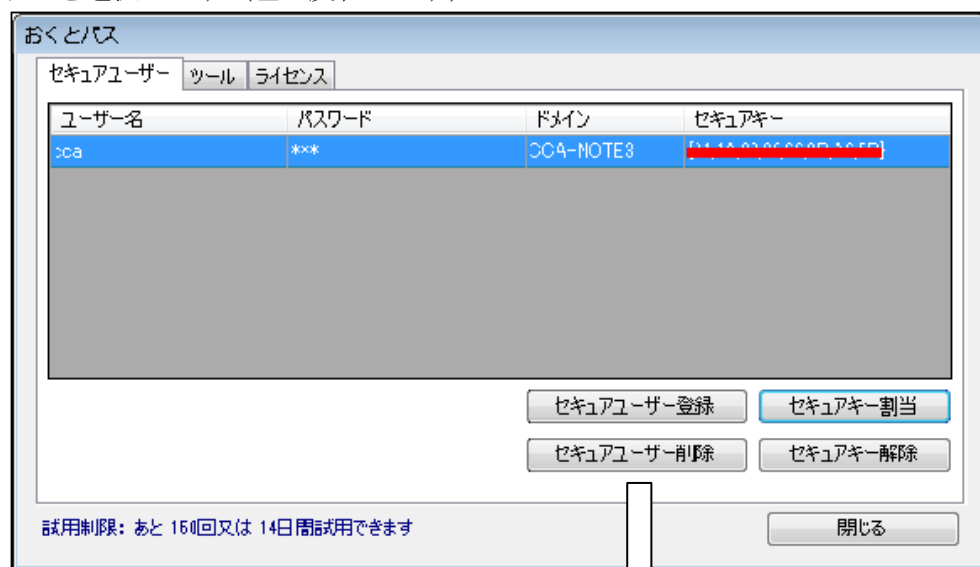 おくとパス
セキュアユーザー ツール ライセンス
ユーザー名 パスワード ドメイン セキュアキー
cca *** CCA-NOTE3
セキュアユーザー登録 セキュアキー割当
セキュアユーザー削除 セキュアキー解除
試用制限: あと 150回又は 14日間試用できます 閉じる